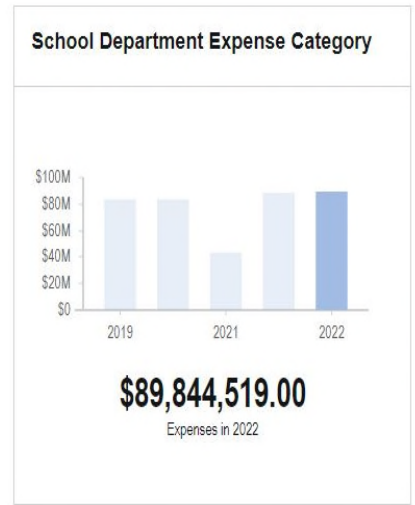 School Department Expense Category
$100M
$80M
$60M
$40M
$20M
$0
2019 2021 2022
$89,844,519.00
Expenses in 2022